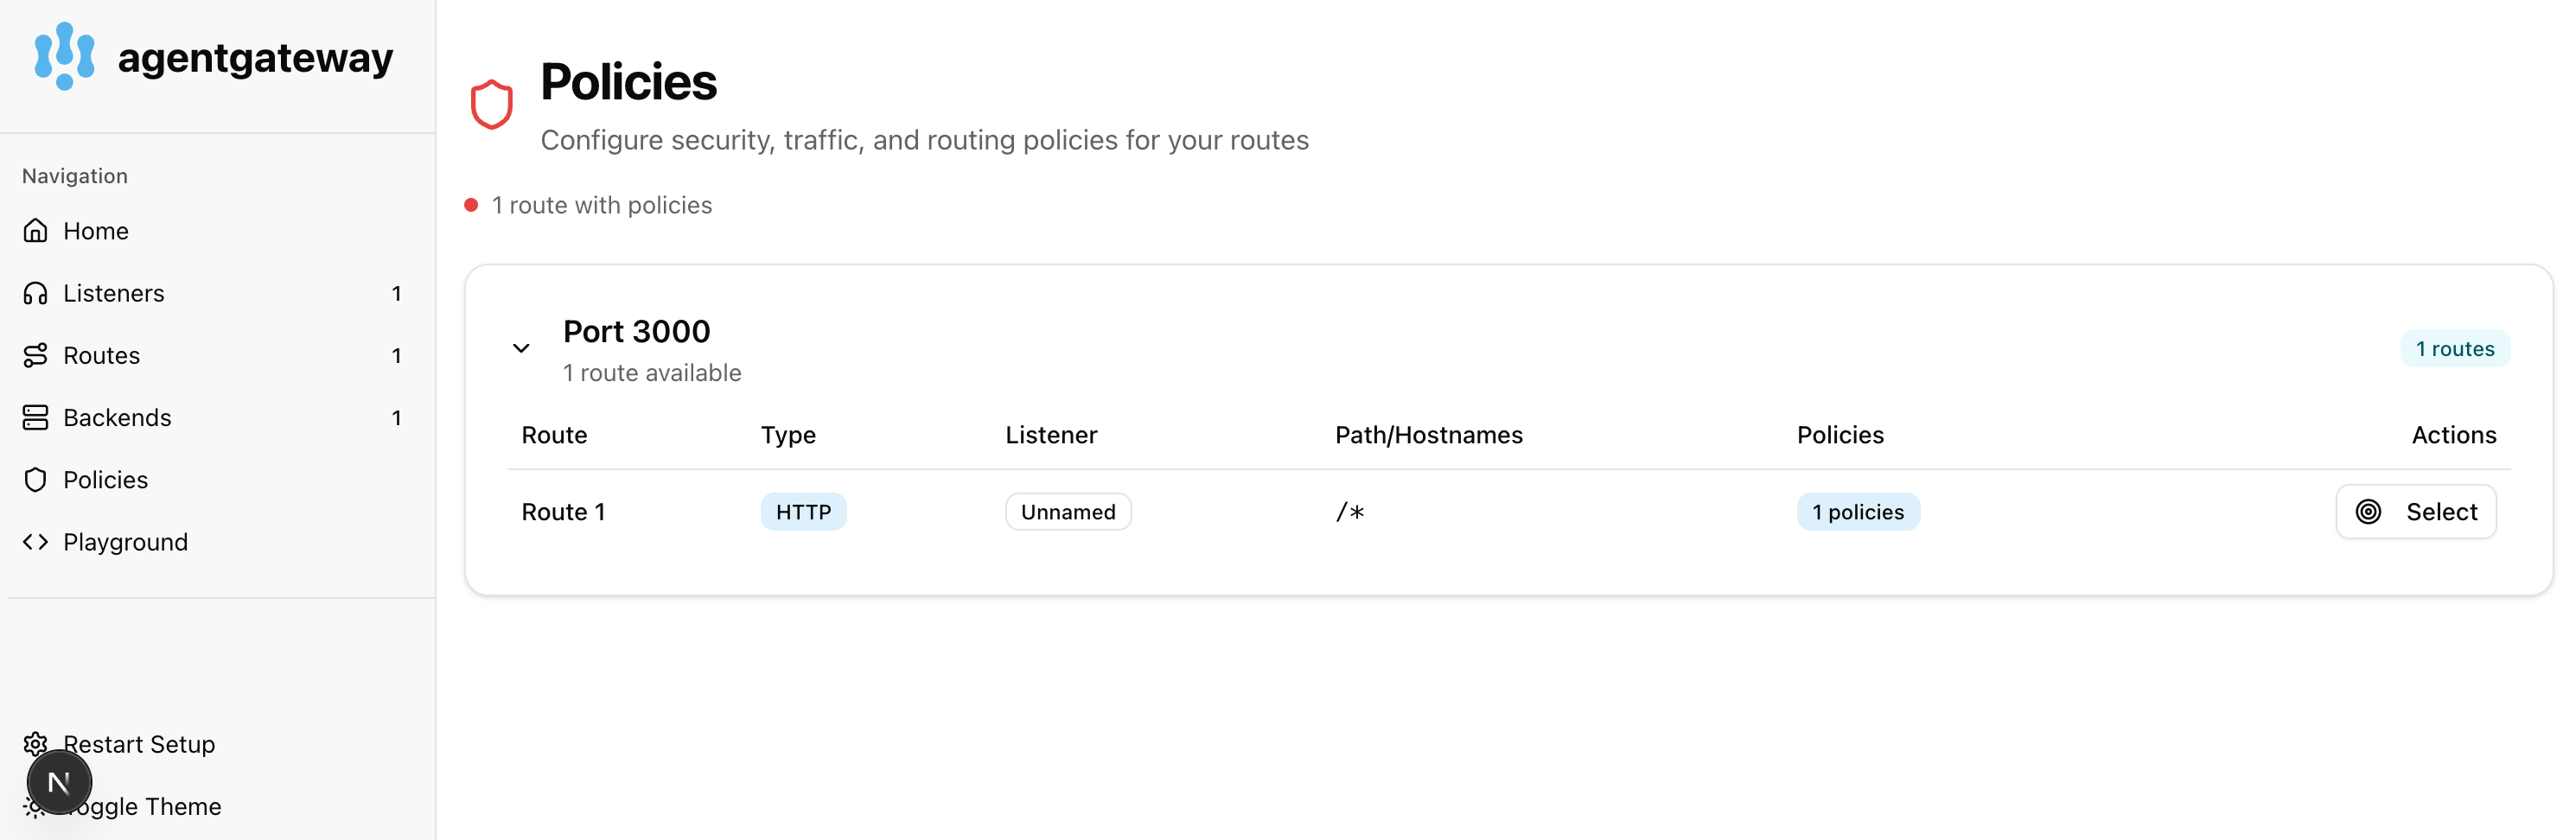 agentgateway
Navigation
Home
Listeners 1
Routes 1
Backends 1
Policies
Playground
Restart Setup
N
oggle Theme
Policies
Configure security, traffic, and routing policies for your routes
1 route with policies
Port 3000
1 route available
1 routes
Route Type Listener Path/Hostnames Policies Actions
Route 1 HTTP Unnamed /* 1 policies Select